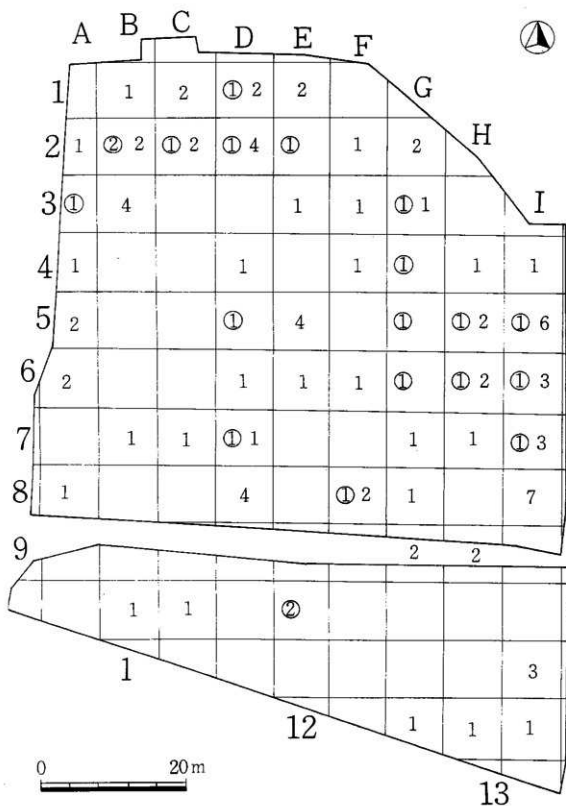 A B C D E F G H I
1 1 2 ① 2 2
2 1 ② 2 ① 2 ① 4 ① 1 2
3 ① 4 1 1 ① 1
4 1 1 1 ① 1 1
5 2 ① 4 ① ① 2 ① 6
6 2 1 1 1 ① ① 2 ① 3
7 1 1 ① 1 1 1 ① 3
8 1 4 ① 2 1 7
9 2 2
1 1 ②
1 3
12 1 1 1
13
0 20m